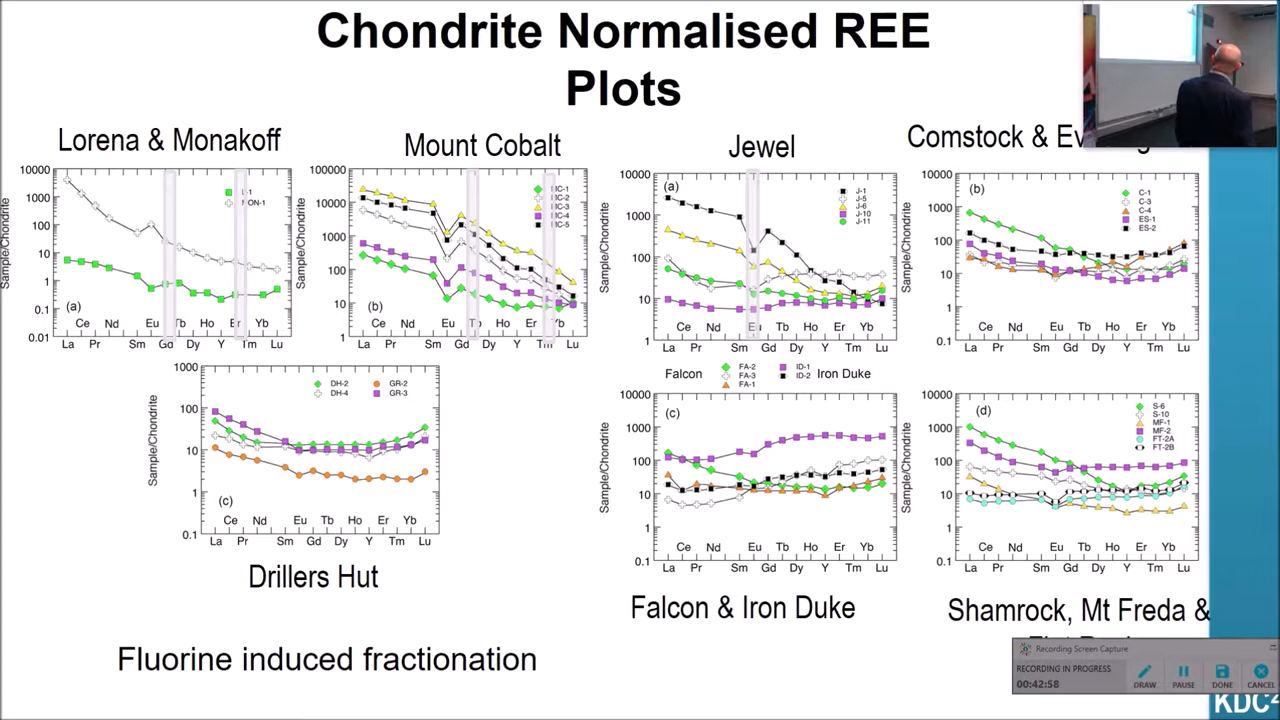 Chondrite Normalised REE
Plots
Lorena & Monakoff
Mount Cobalt
Jewel
Comstock &
Sample/Chondrite
10000
1000
100
10
1
0.1
0.01
(a)
La Ce Pr Nd Sm Eu Gd Tb Dy Ho Y Er Tm Yb Lu
Sample/Chondrite
100000
10000
1000
100
10
1
MC-2
MC-3
MC-4
MC-5
(b)
La Ce Pr Nd Sm Eu Gd Tb Dy Ho Y Er Tm Yb Lu
Sample/Chondrite
10000
1000
100
10
1
(a)
J-1
J-5
J-6
J-10
J-11
La Ce Pr Nd Sm Eu Gd Tb Dy Ho Y Er Tm Yb Lu
Sample/Chondrite
10000
1000
100
10
1
0.1
(b)
C-1
C-3
C-4
ES-1
ES-2
La Ce Pr Nd Sm Eu Gd Tb Dy Ho Y Er Tm Yb Lu
Sample/Chondrite
1000
100
10
1
0.1
DH-2
DH-4
GR-2
GR-3
(c)
La Ce Pr Nd Sm Eu Gd Tb Dy Ho Y Er Tm Yb Lu
Drillers Hut
Falcon
FA-2
FA-3
FA-1
ID-1
ID-2
Iron Duke
Sample/Chondrite
10000
1000
100
10
1
0.1
(c)
La Ce Pr Nd Sm Eu Gd Tb Dy Ho Y Er Tm Yb Lu
Falcon & Iron Duke
Sample/Chondrite
10000
1000
100
10
1
0.1
(d)
S-6
S-10
MF-1
MF-2
FT-2A
FT-2B
La Ce Pr Nd Sm Eu Gd Tb Dy Ho Y Er Tm Yb Lu
Shamrock, Mt Freda &
Fluorine induced fractionation
Recording Screen Capture
RECORDING IN PROGRESS
00:42:58
DRAW PAUSE DONE CANCEL
KDC²